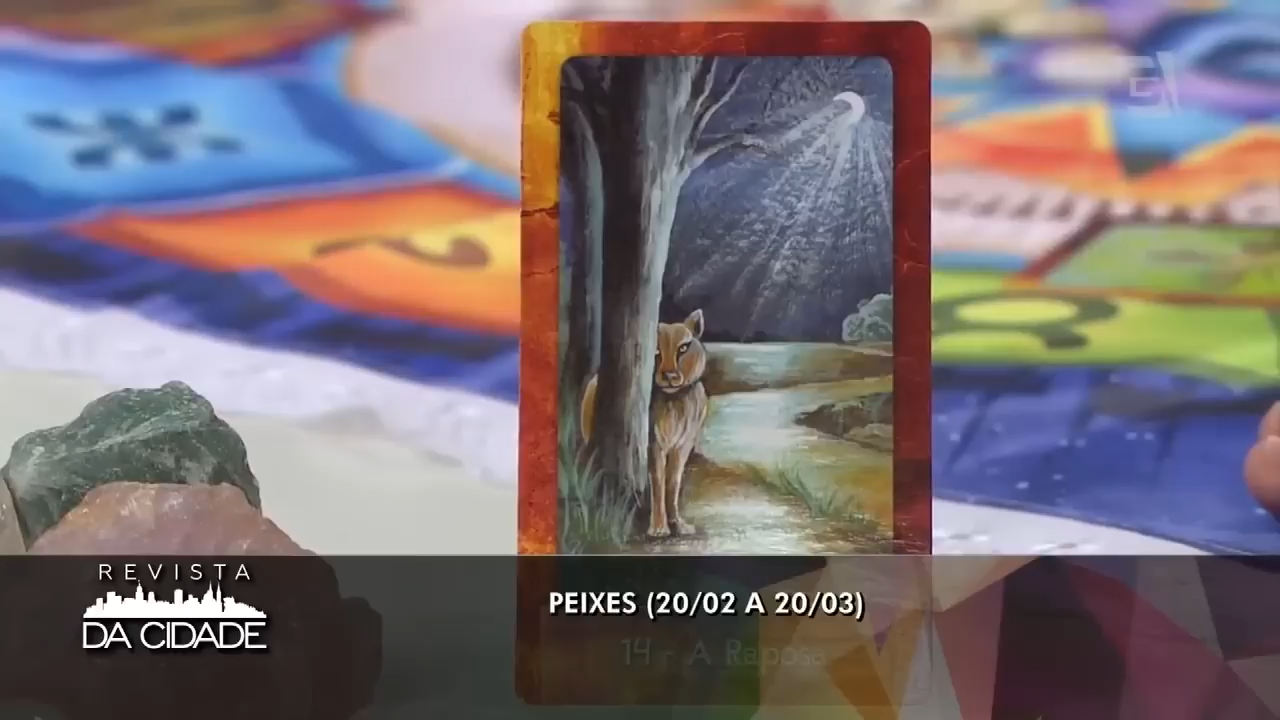 G
REVISTA
DA CIDADE
PEIXES (20/02 A 20/03)
14 - A Raposa